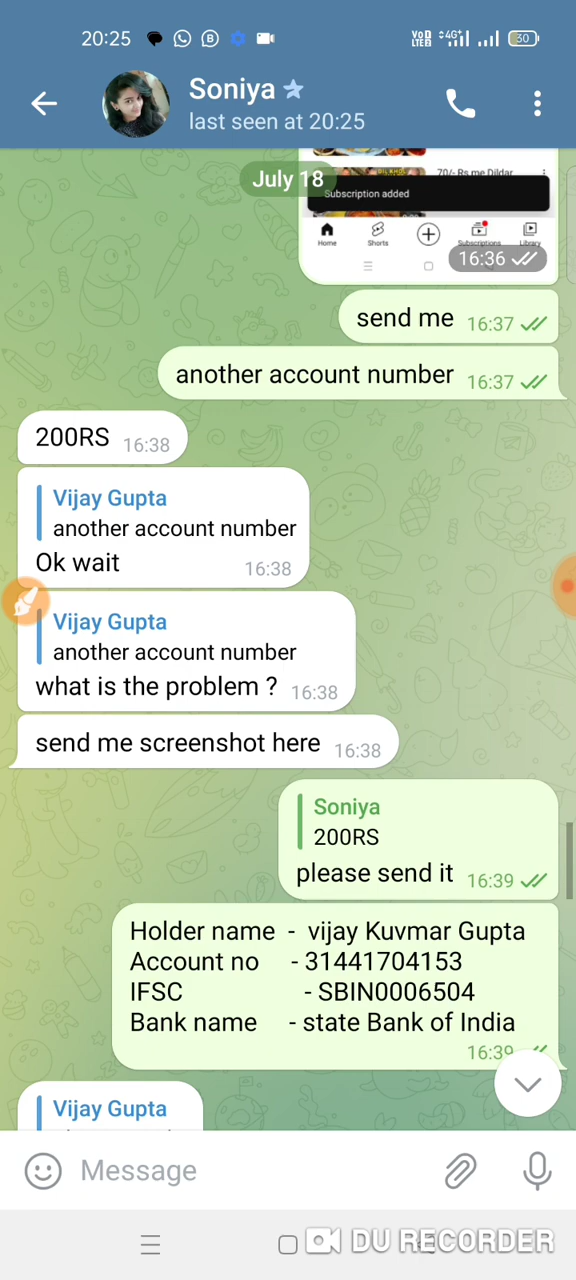 20:25
VoD LTE2 4G+ 30
Soniya
last seen at 20:25
July 18
70/- Rs me Dildar
Subscription added
Home Shorts Subscriptions Library
16:36
send me 16:37
another account number 16:37
200RS 16:38
Vijay Gupta
another account number
Ok wait 16:38
Vijay Gupta
another account number
what is the problem ? 16:38
send me screenshot here 16:38
Soniya
200RS
please send it 16:39
Holder name - vijay Kuvmar Gupta
Account no - 31441704153
IFSC - SBIN0006504
Bank name - state Bank of India
16:39
Vijay Gupta
Message
DU RECORDER